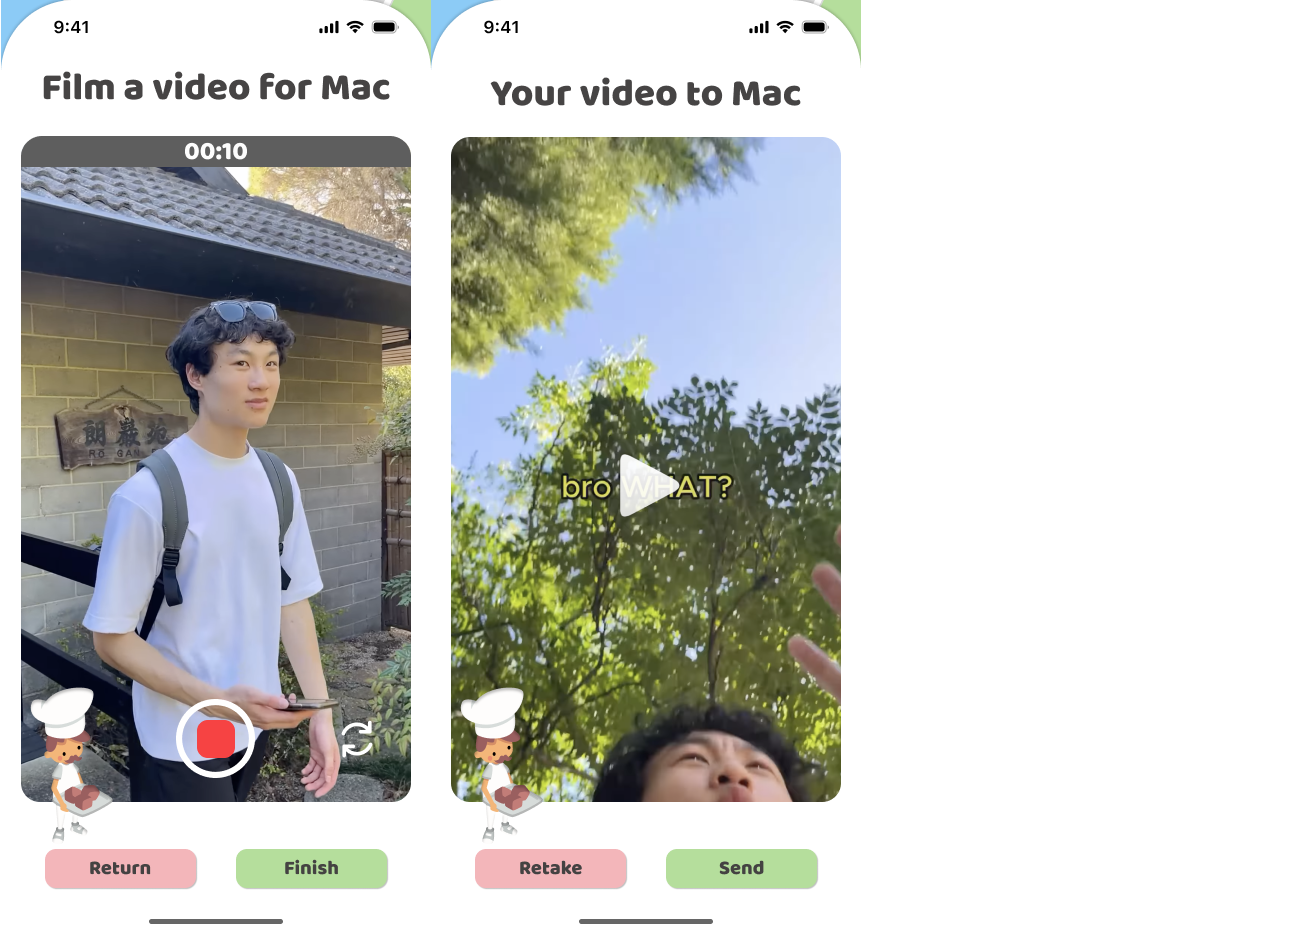 9:41
Film a video for Mac
00:10
朗巌苑
RŌ GAN
Return
Finish
9:41
Your video to Mac
bro WHAT?
Retake
Send